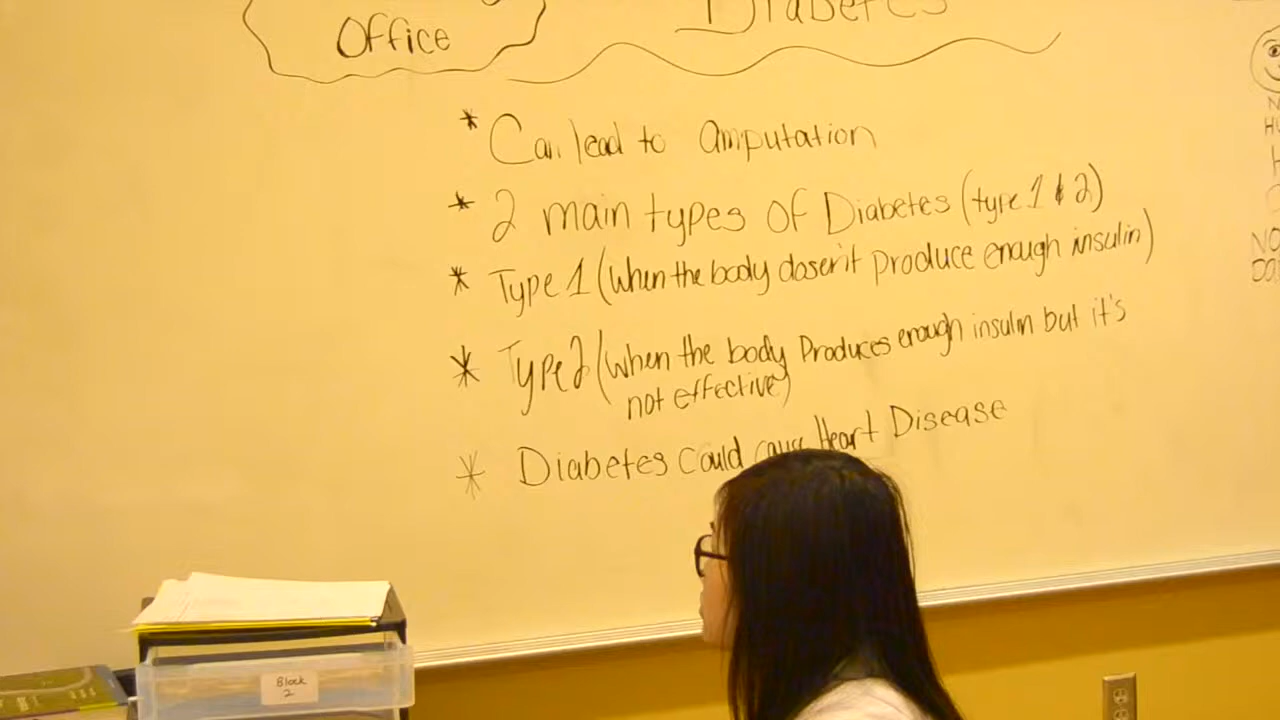 Office
Diabetes
* Can lead to amputation
* 2 main types of Diabetes (type 1 & 2)
* Type 1 (when the body doesen't produce enough insulin)
* Type 2 (when the body Produces enough insulin but it's
not effective)
* Diabetes Could cause Heart Disease
Block
2